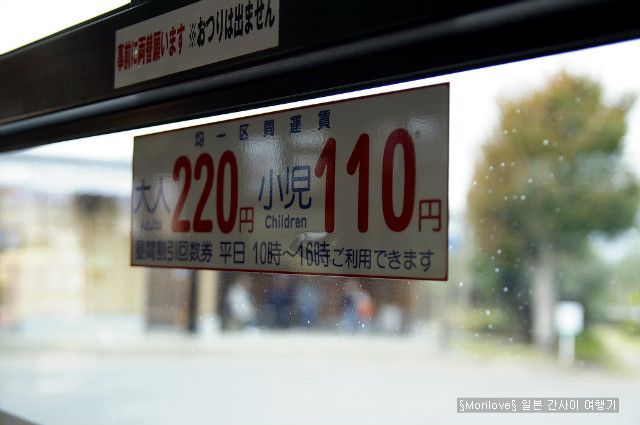 事前に両替願います ※おつりは出ません
均一区間運賃
大人 220円 小児 110円
Adults Children
昼間割引回数券 平日 10時～16時ご利用できます
§Morilove§ 일본 간사이 여행기